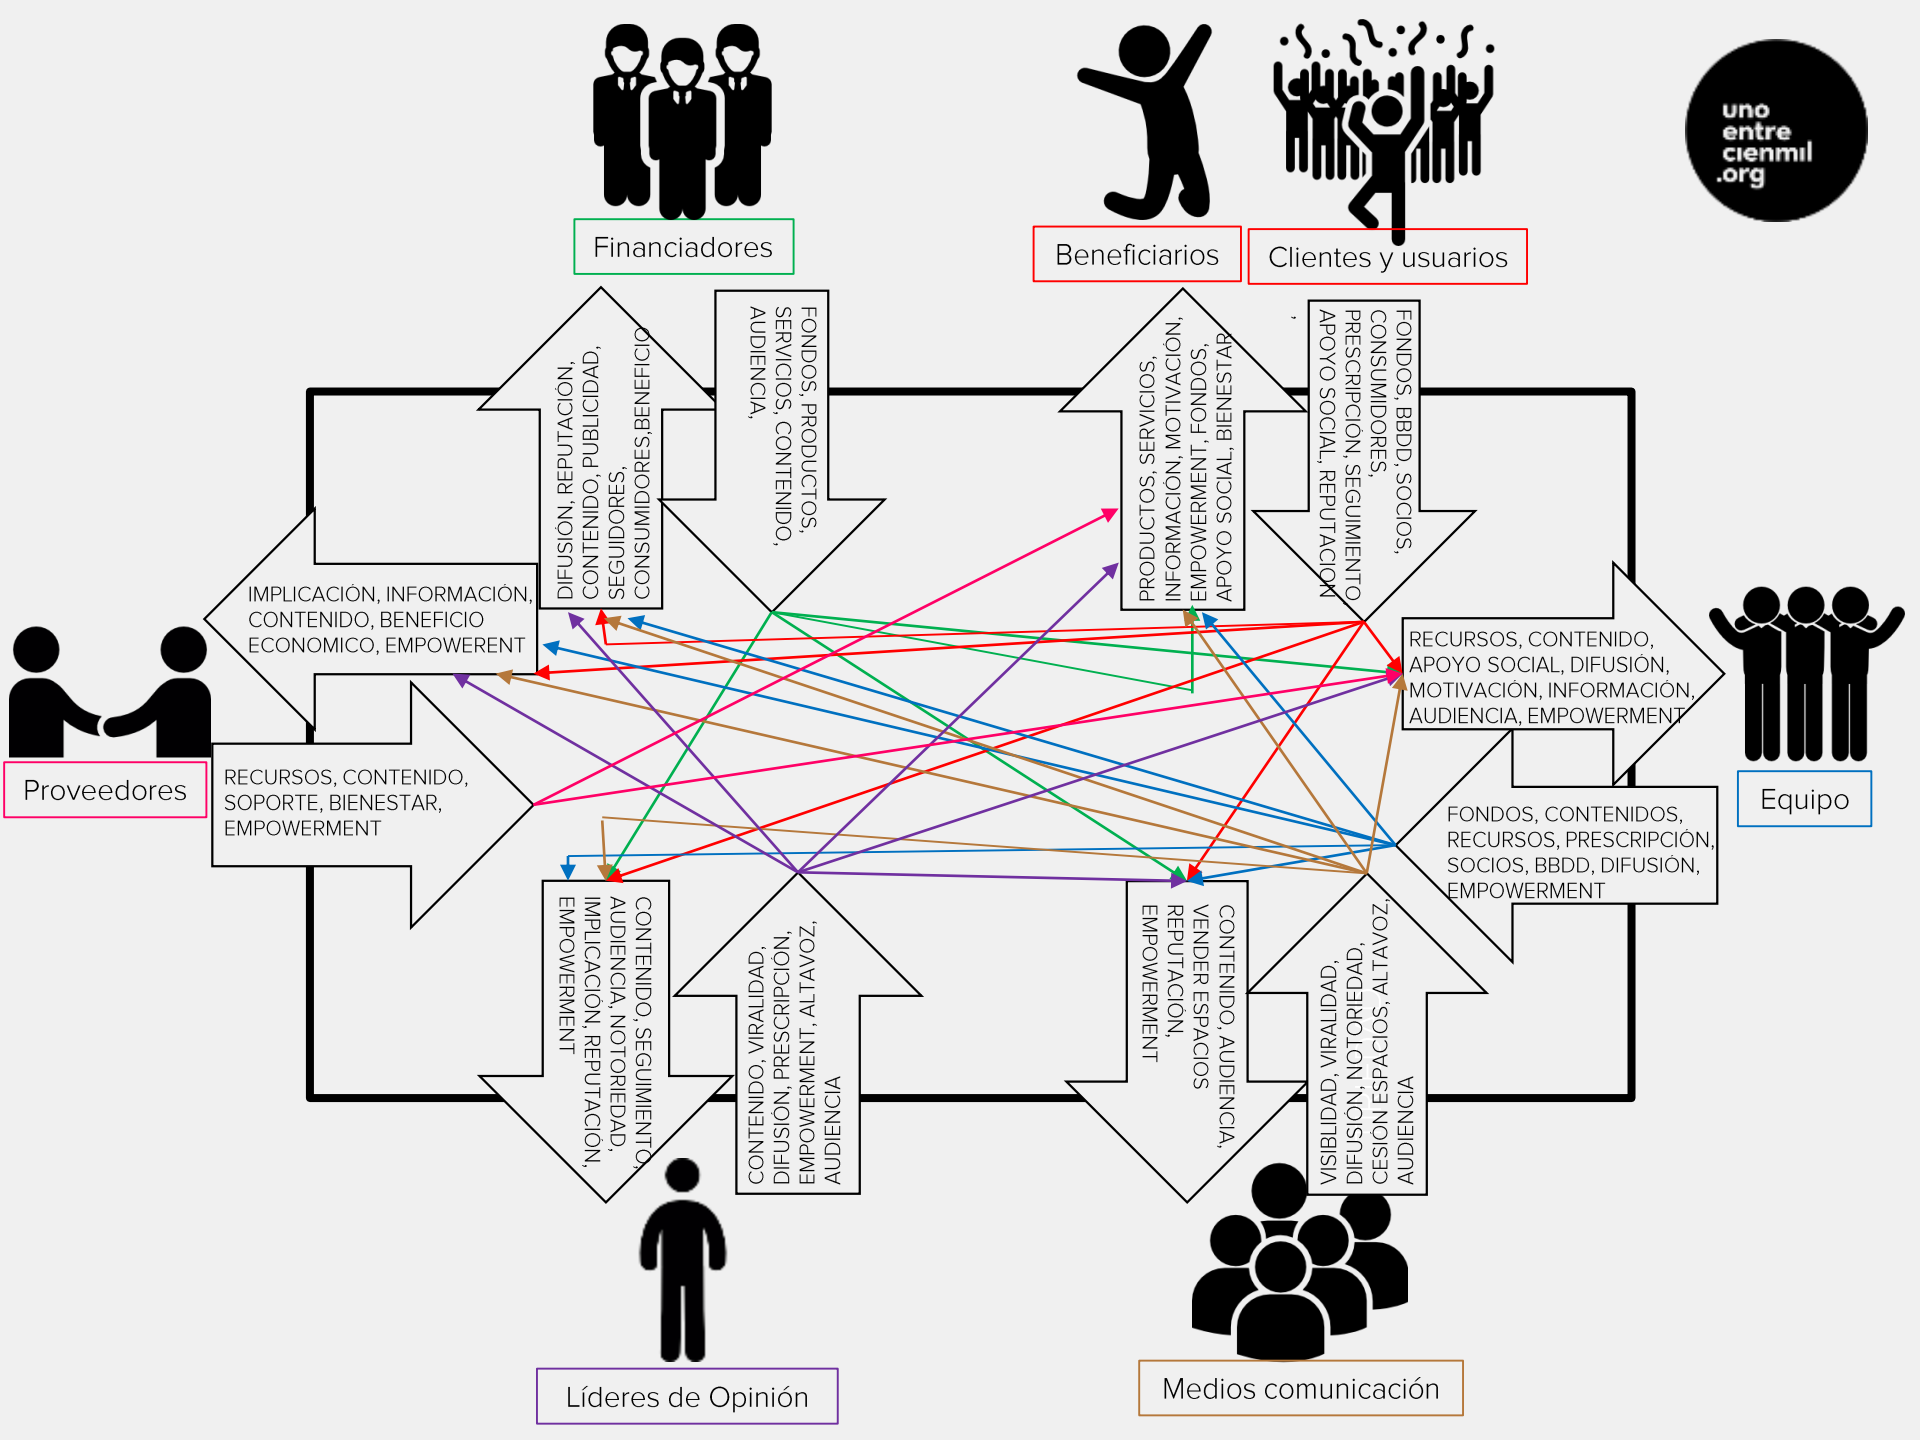 uno
entre
cienmil
.org
Financiadores
Beneficiarios
Clientes y usuarios
DIFUSIÓN, REPUTACIÓN,
CONTENIDO, PUBLICIDAD,
SEGUIDORES,
CONSUMIDORES,BENEFICIO
FONDOS, PRODUCTOS,
SERVICIOS, CONTENIDO,
AUDIENCIA,
PRODUCTOS, SERVICIOS,
INFORMACIÓN, MOTIVACIÓN,
EMPOWERMENT, FONDOS,
APOYO SOCIAL, BIENESTAR
FONDOS, BBDD, SOCIOS,
CONSUMIDORES,
PRESCRIPCIÓN, SEGUIMIENTO
APOYO SOCIAL, REPUTACIÓN
,
IMPLICACIÓN, INFORMACIÓN,
CONTENIDO, BENEFICIO
ECONOMICO, EMPOWERENT
RECURSOS, CONTENIDO,
APOYO SOCIAL, DIFUSIÓN,
MOTIVACIÓN, INFORMACIÓN,
AUDIENCIA, EMPOWERMENT
Proveedores
RECURSOS, CONTENIDO,
SOPORTE, BIENESTAR,
EMPOWERMENT
FONDOS, CONTENIDOS,
RECURSOS, PRESCRIPCIÓN,
SOCIOS, BBDD, DIFUSIÓN,
EMPOWERMENT
Equipo
CONTENIDO, SEGUIMIENTO,
AUDIENCIA, NOTORIEDAD,
IMPLICACIÓN, REPUTACIÓN,
EMPOWERMENT
CONTENIDO, VIRALIDAD,
DIFUSIÓN, PRESCRIPCIÓN,
EMPOWERMENT, ALTAVOZ,
AUDIENCIA
CONTENIDO, AUDIENCIA,
VENDER ESPACIOS
REPUTACIÓN,
EMPOWERMENT
VISIBLIDAD, VIRALIDAD,
DIFUSIÓN, NOTORIEDAD,
CESIÓN ESPACIOS, ALTAVOZ,
AUDIENCIA
Líderes de Opinión
Medios comunicación